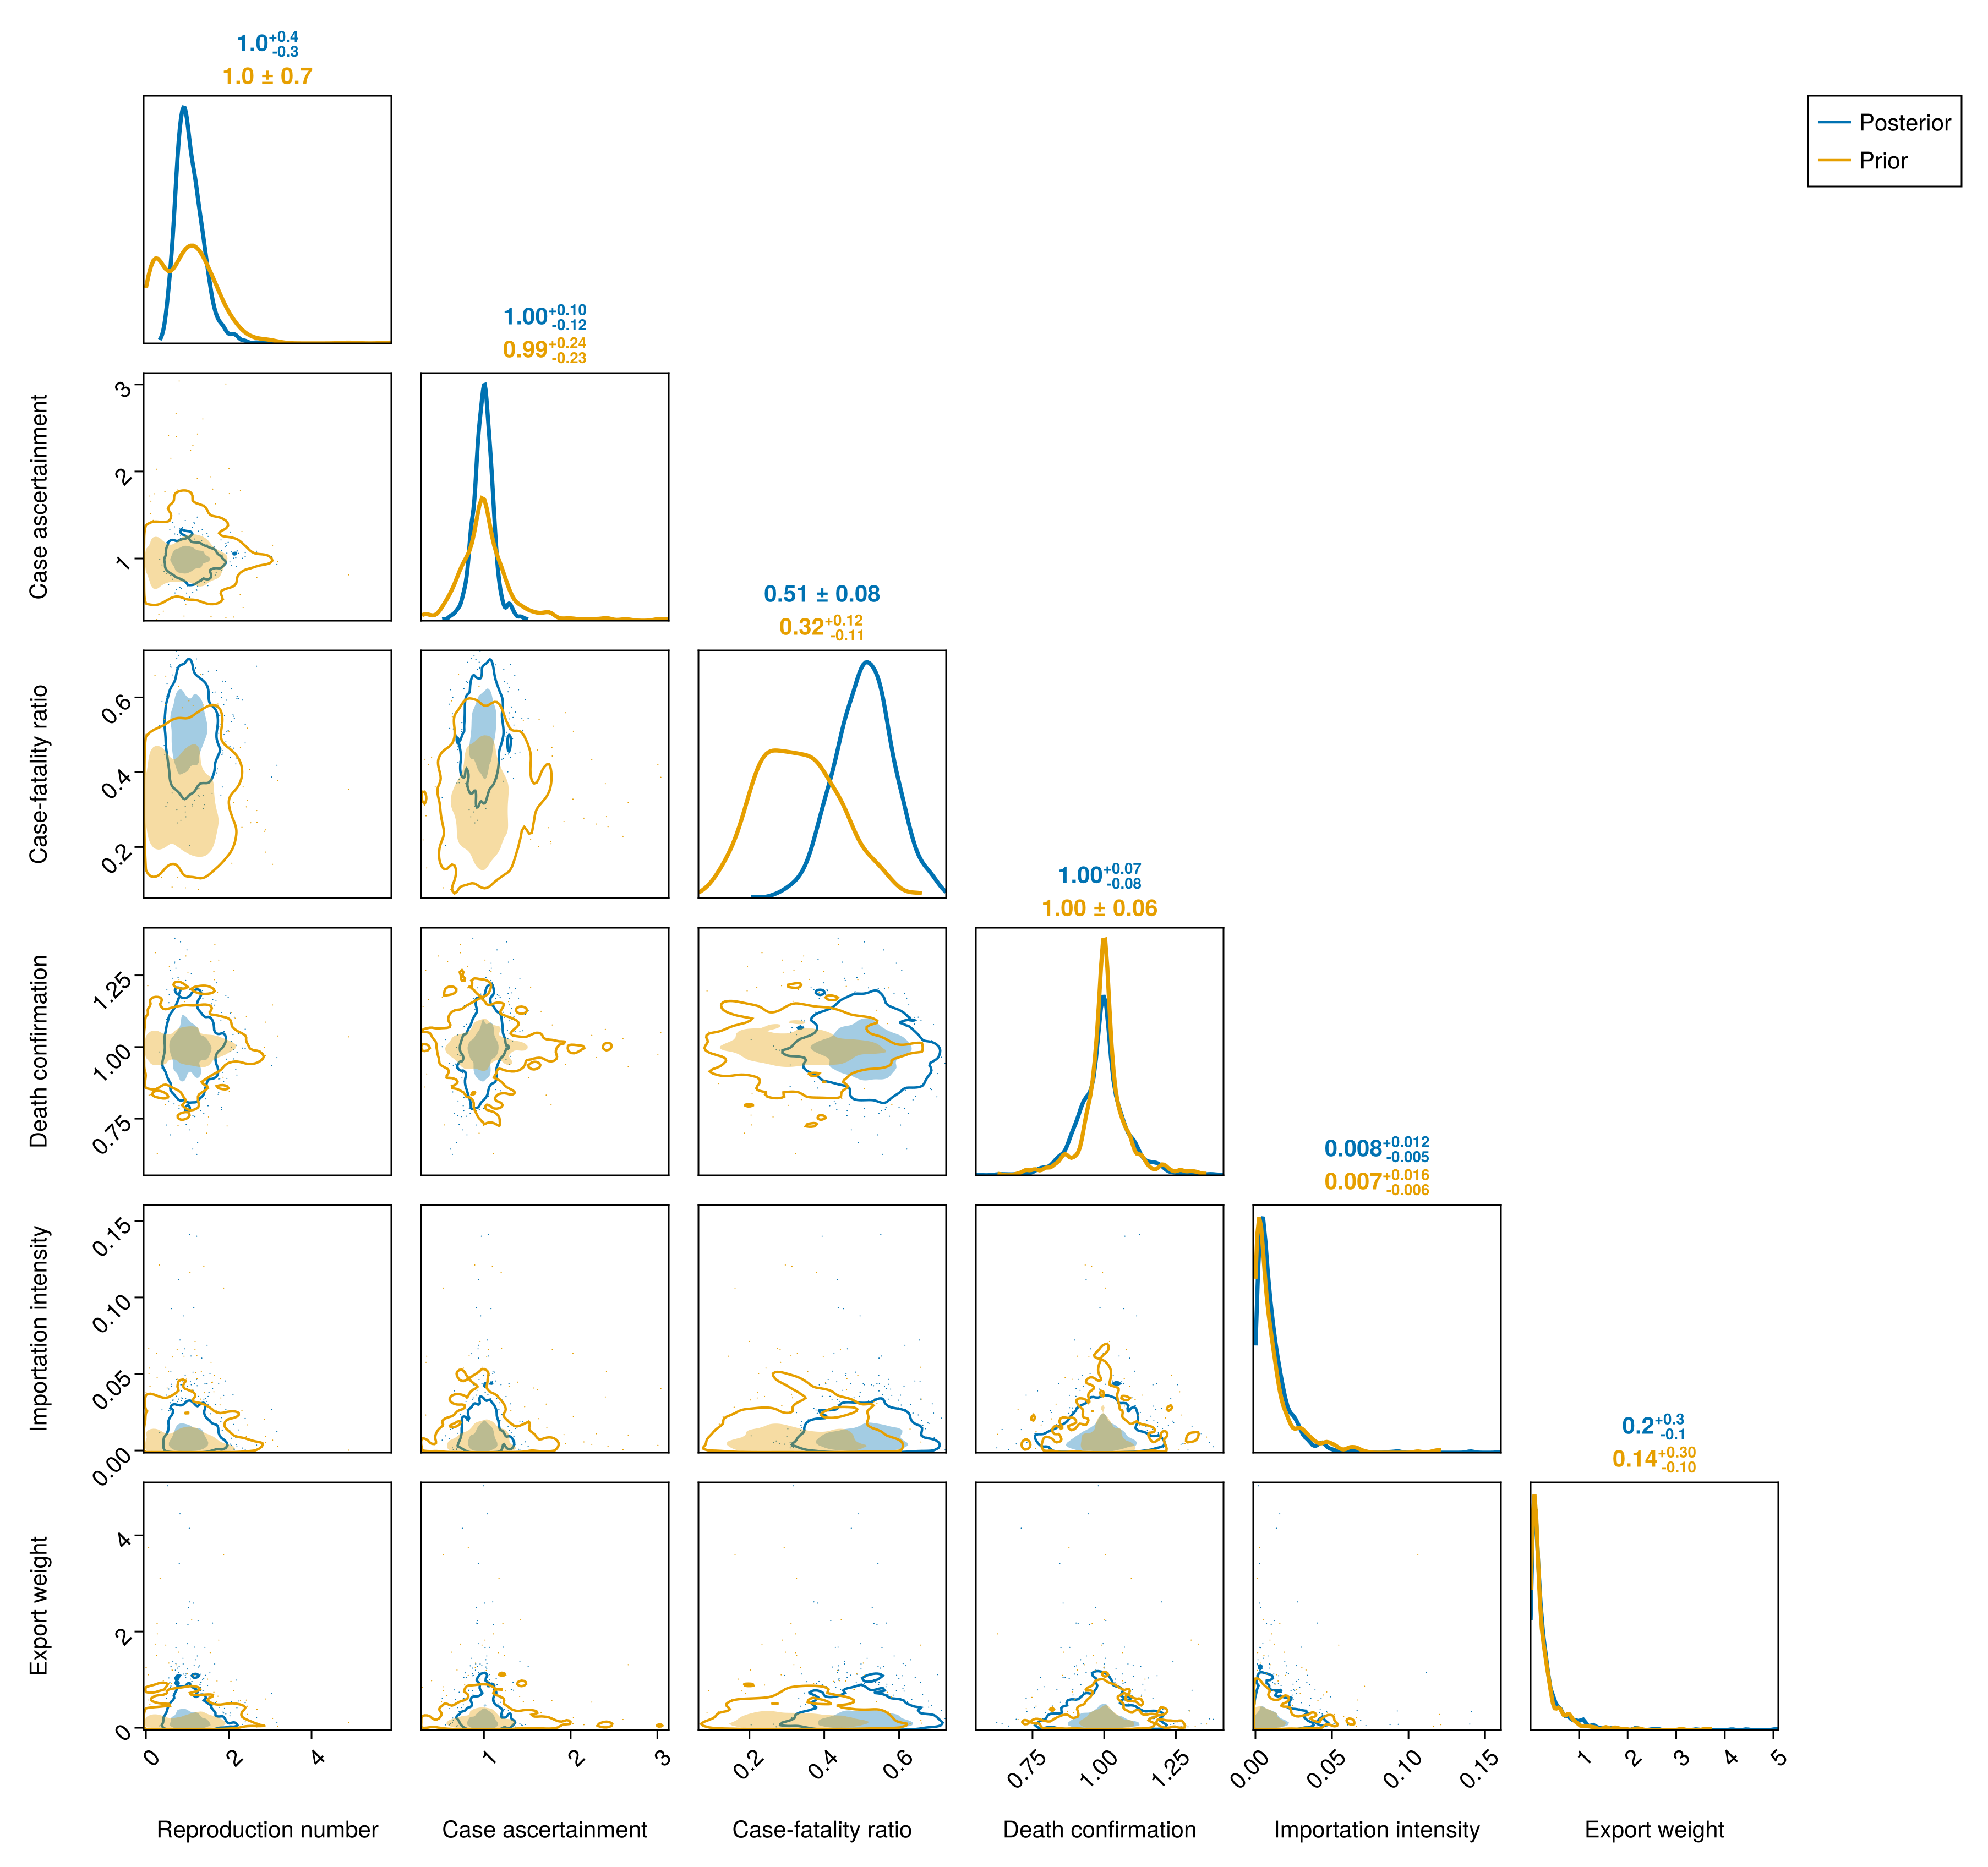 1.0+0.4-0.3
1.0 ± 0.7
Posterior
Prior
1.00+0.10-0.12
0.99+0.24-0.23
Case ascertainment
3
2
1
0.51 ± 0.08
0.32+0.12-0.11
Case-fatality ratio
0.6
0.4
0.2
1.00+0.07-0.08
1.00 ± 0.06
Death confirmation
1.25
1.00
0.75
0.008+0.012-0.005
0.007+0.016-0.006
Importation intensity
0.15
0.10
0.05
0.00
0.2+0.3-0.1
0.14+0.30-0.10
Export weight
4
2
0
0 2 4
1 2 3
0.2 0.4 0.6
0.75 1.00 1.25
0.00 0.05 0.10 0.15
1 2 3 4 5
Reproduction number
Case ascertainment
Case-fatality ratio
Death confirmation
Importation intensity
Export weight